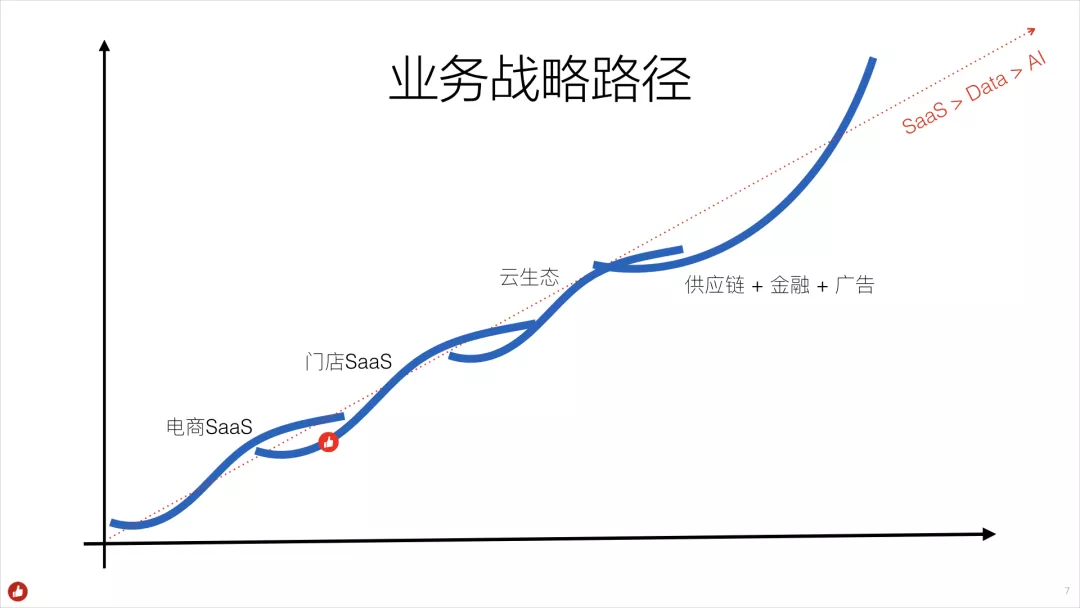 业务战略路径
SaaS > Data > AI
云生态
供应链 + 金融 + 广告
门店SaaS
电商SaaS
7